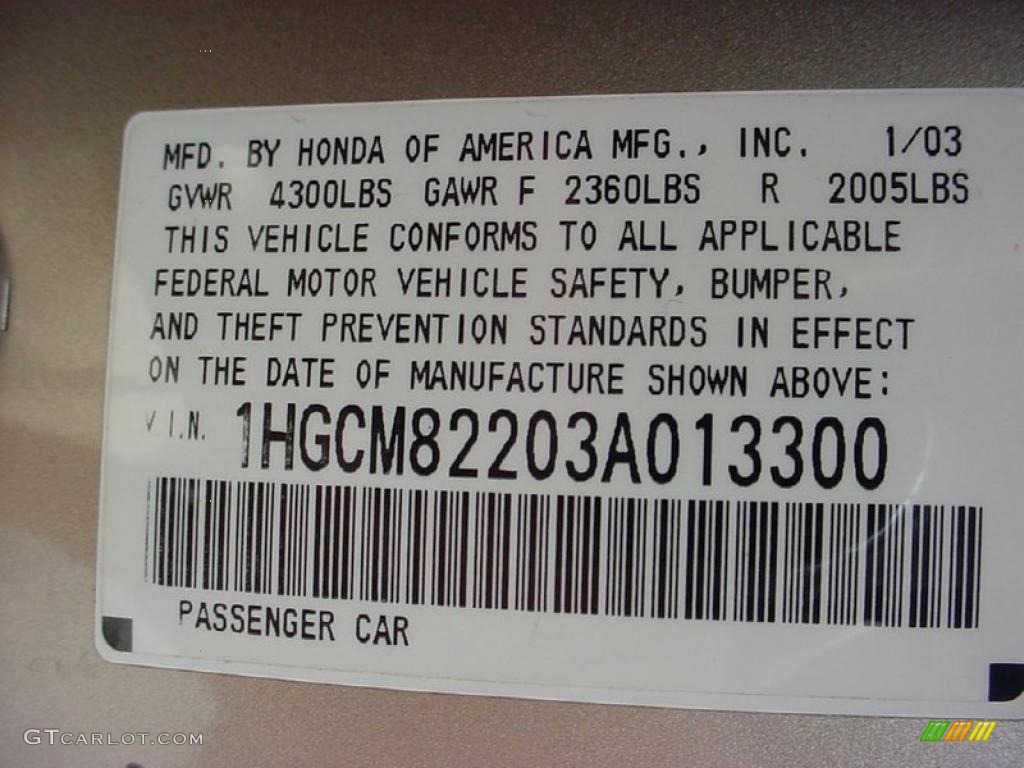 MFD. BY HONDA OF AMERICA MFG., INC. 1/03
GVWR 4300LBS GAWR F 2360LBS R 2005LBS
THIS VEHICLE CONFORMS TO ALL APPLICABLE
FEDERAL MOTOR VEHICLE SAFETY, BUMPER,
AND THEFT PREVENTION STANDARDS IN EFFECT
ON THE DATE OF MANUFACTURE SHOWN ABOVE:
V.I.N. 1HGCM82203A013300
PASSENGER CAR
GTCARLOT.COM